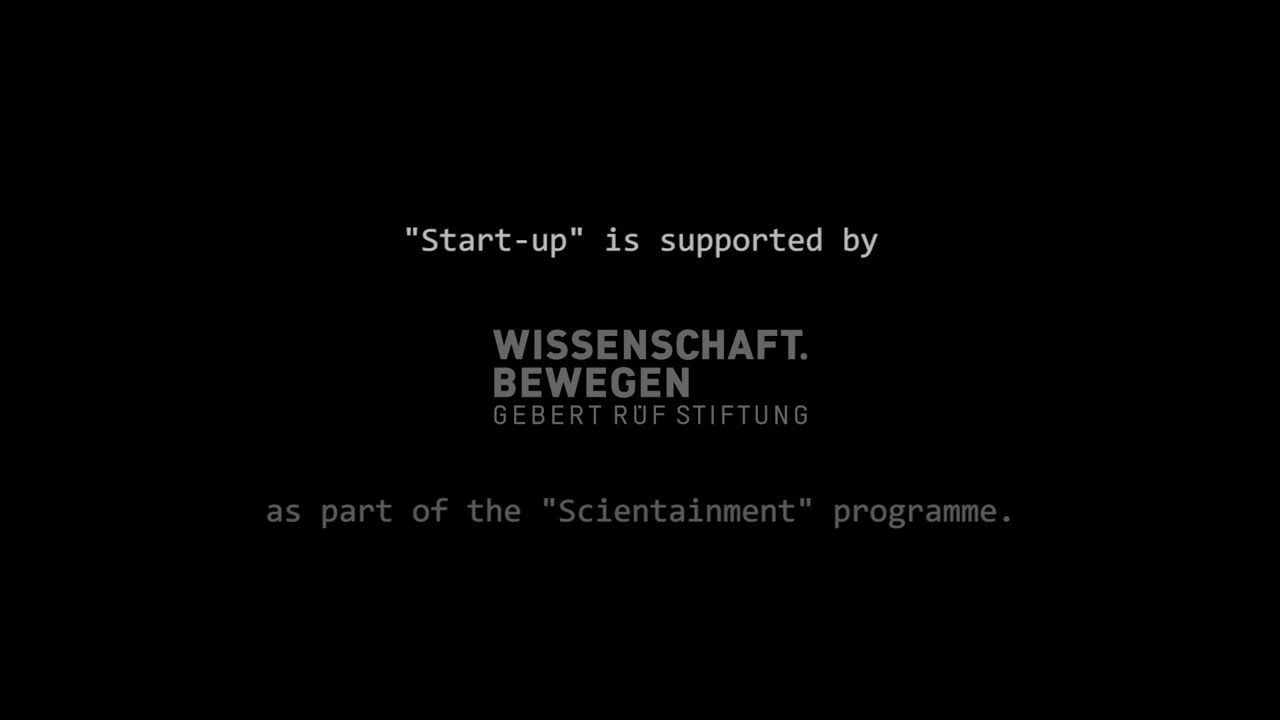 "Start-up" is supported by
WISSENSCHAFT.
BEWEGEN
GEBERT RÜF STIFTUNG
as part of the "Scientainment" programme.